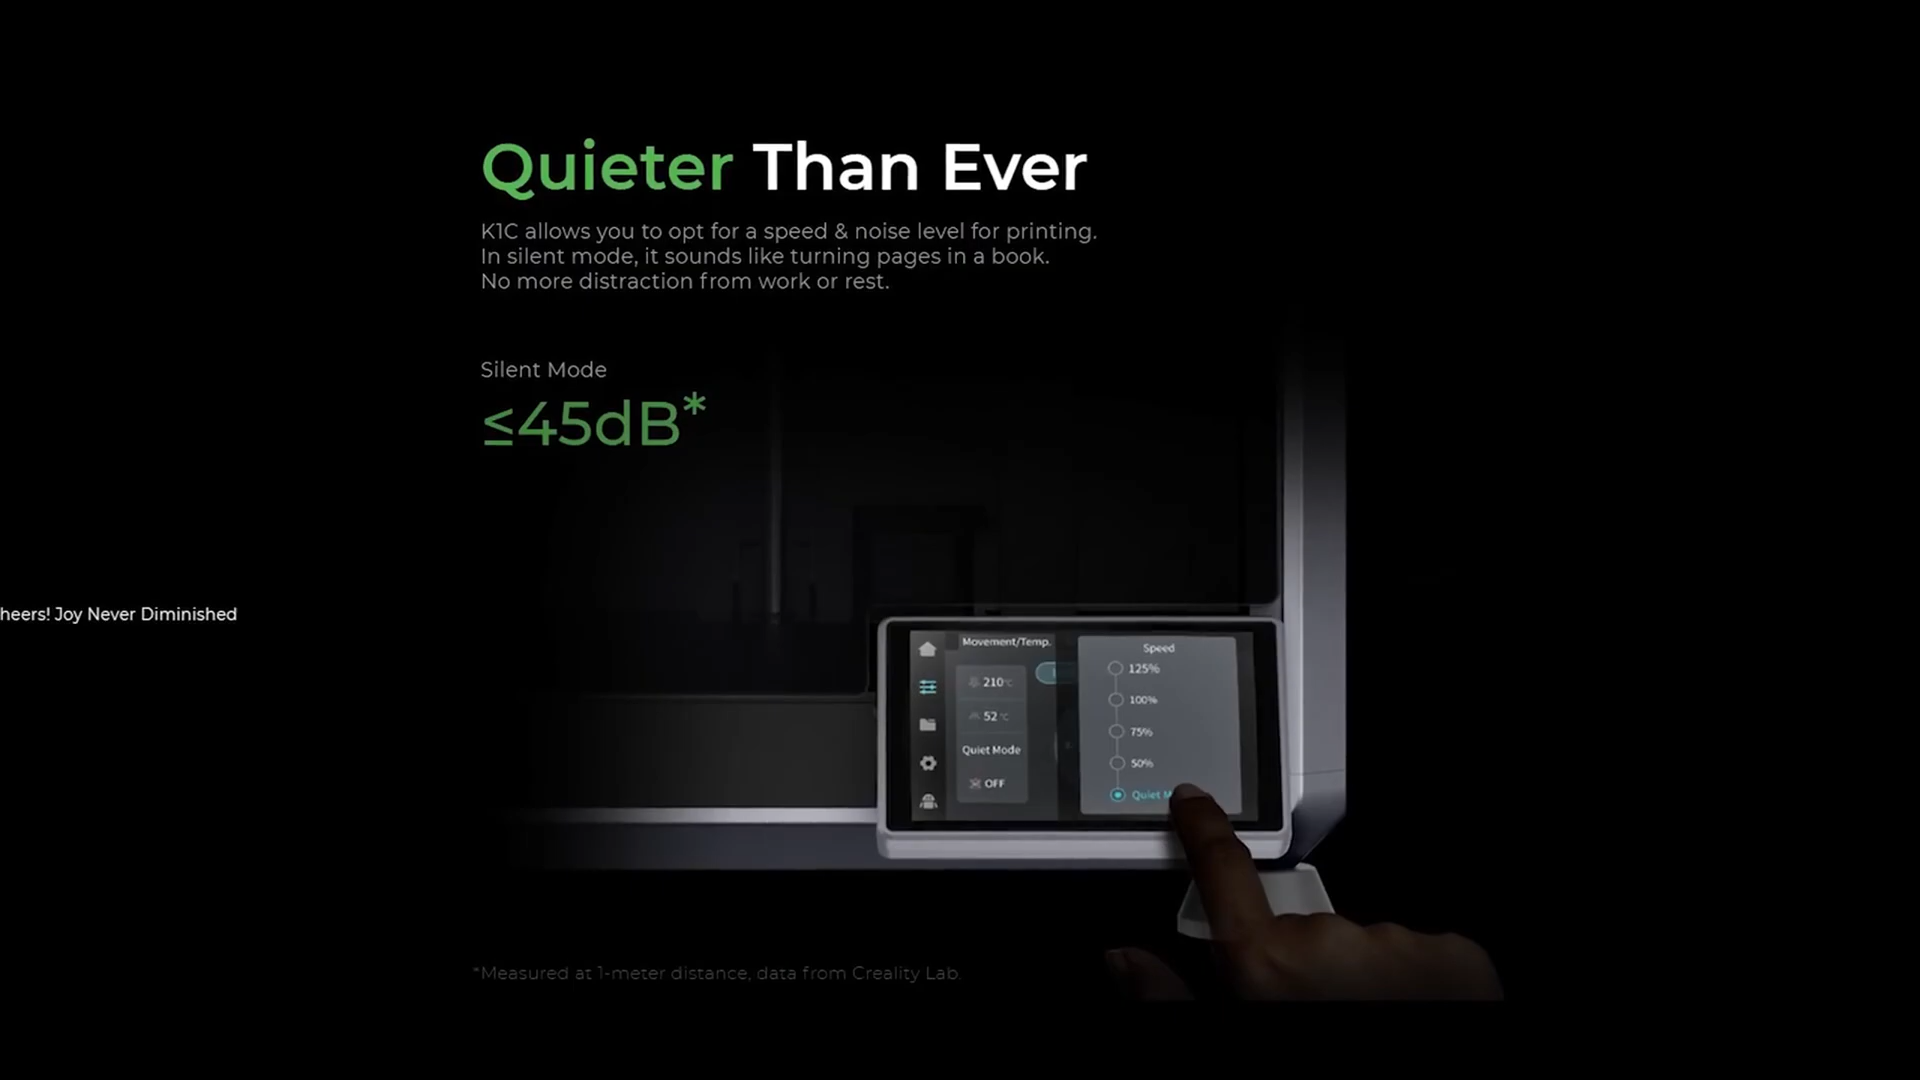 Quieter Than Ever
K1C allows you to opt for a speed & noise level for printing.
In silent mode, it sounds like turning pages in a book.
No more distraction from work or rest.
Silent Mode
≤45dB*
heers! Joy Never Diminished
Movement/Temp.
210℃
52℃
Quiet Mode
OFF
Speed
125%
100%
75%
50%
Quiet M
*Measured at 1-meter distance, data from Creality Lab.